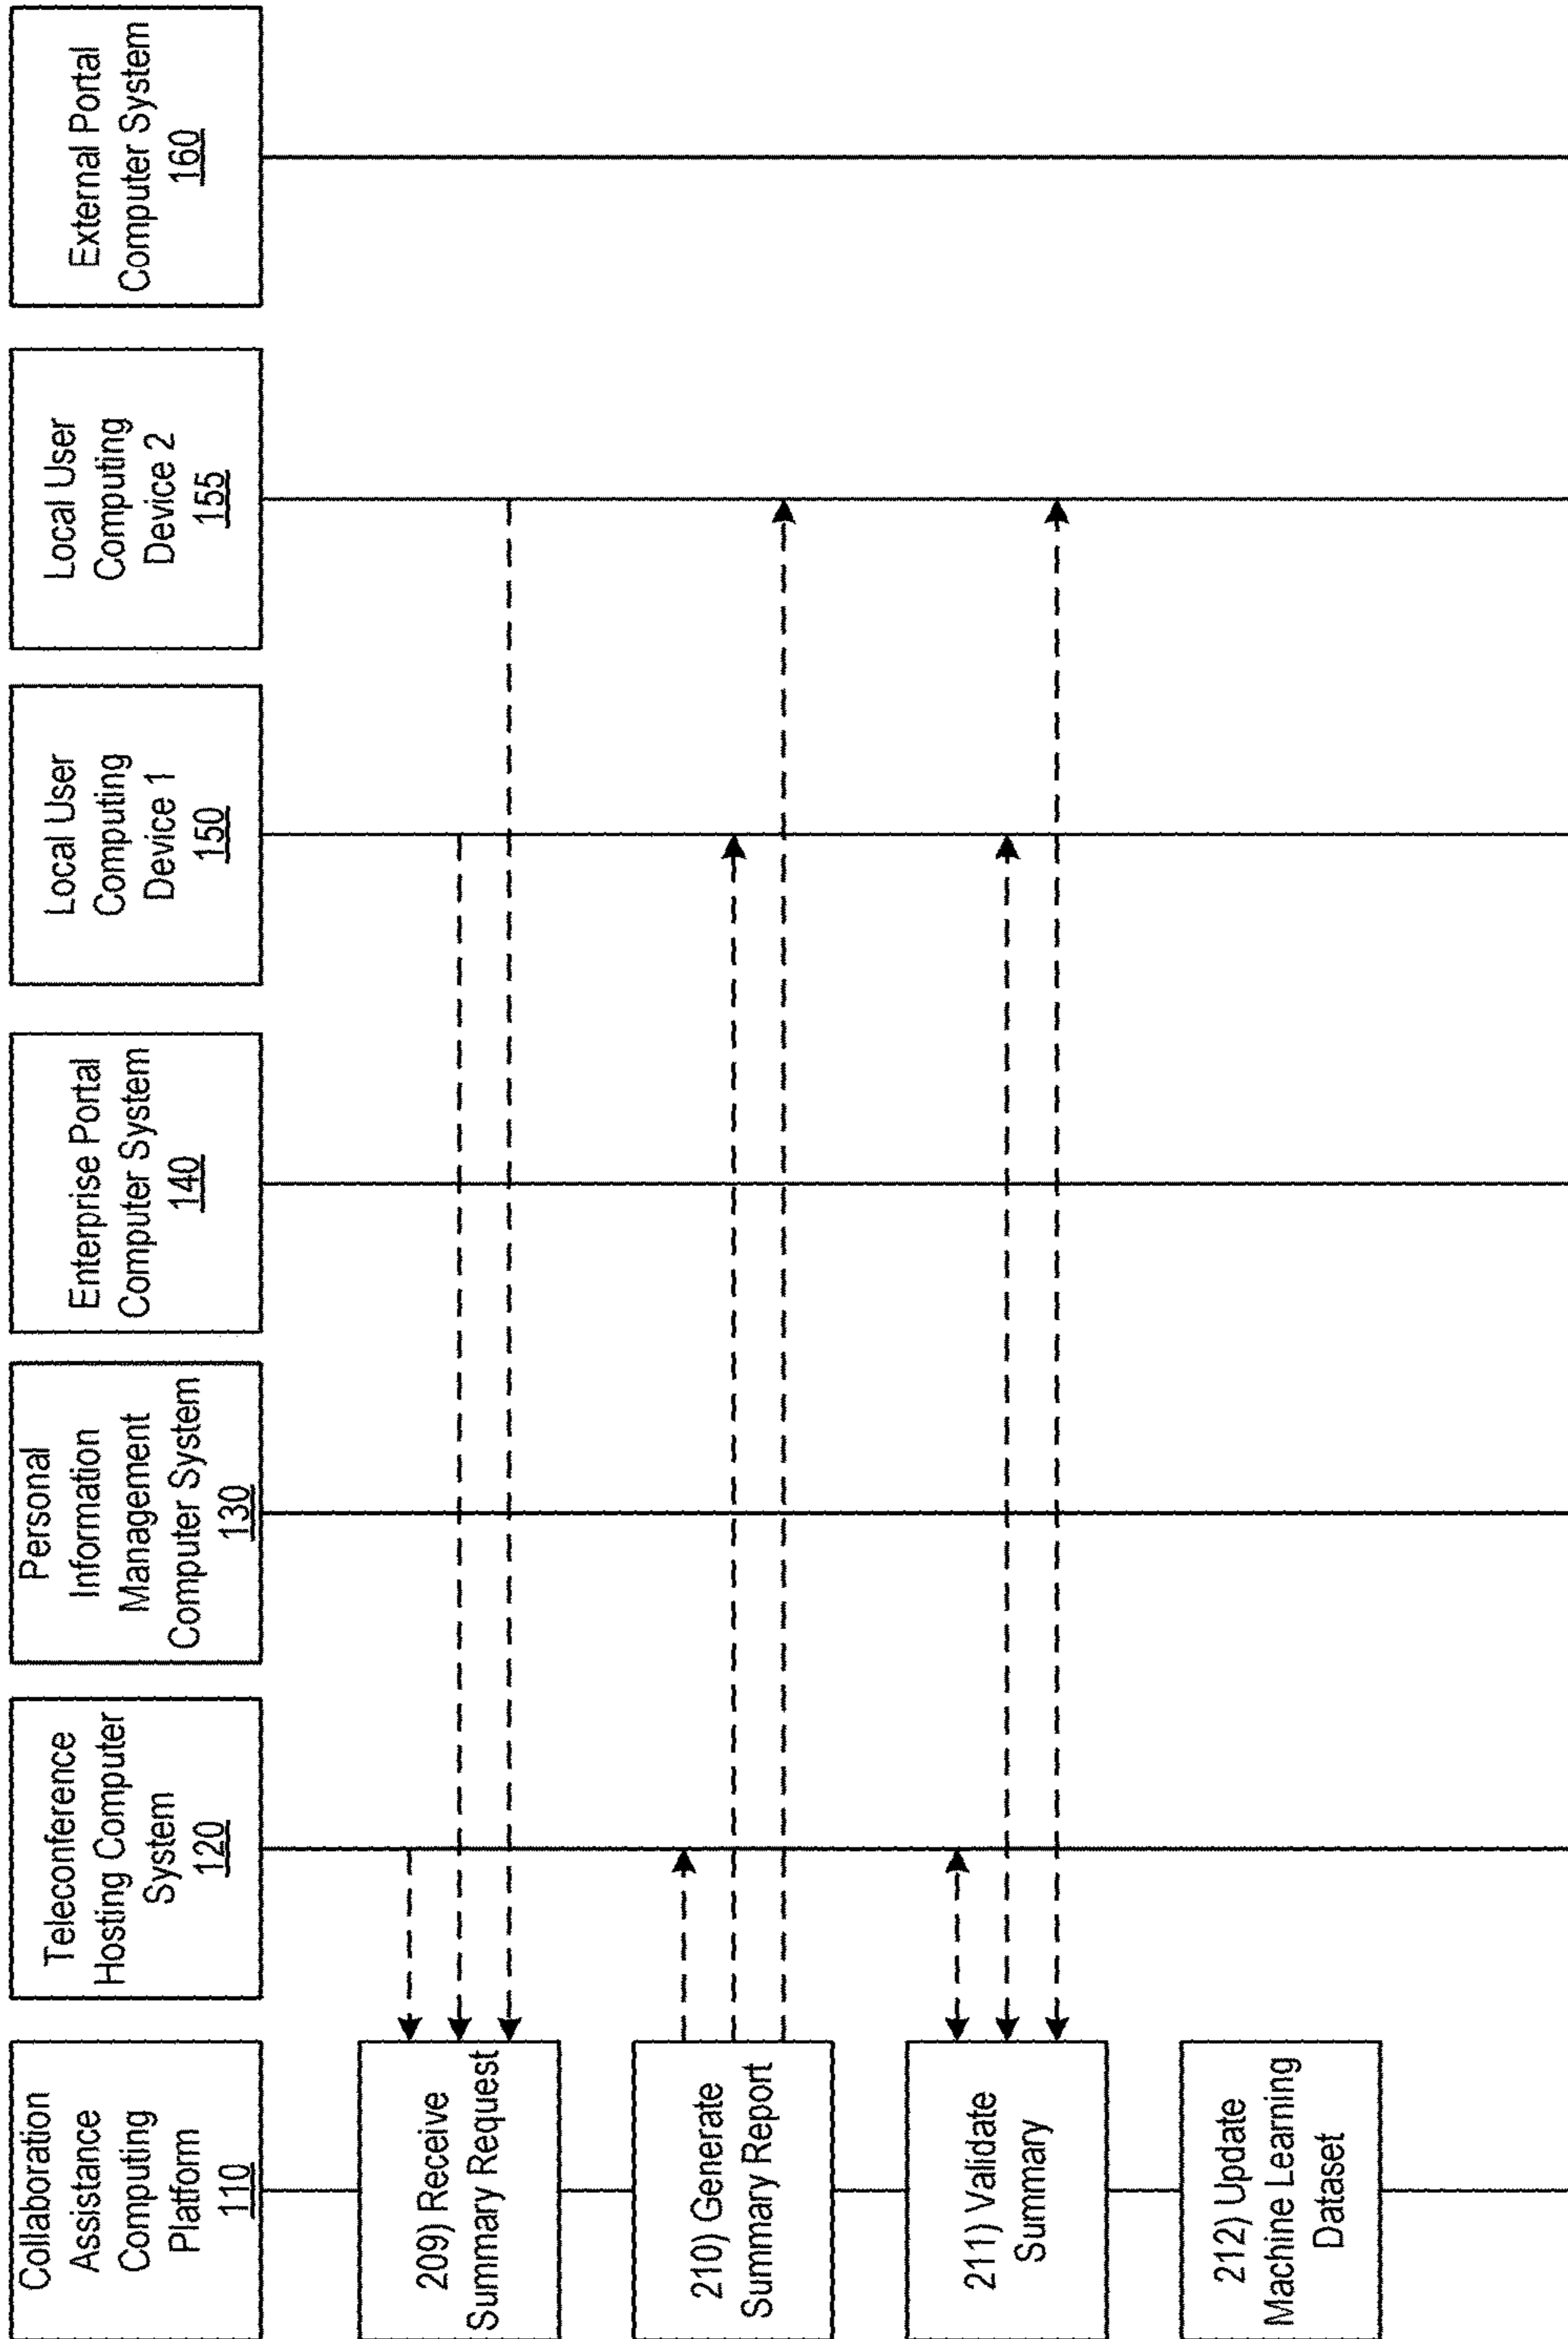 Collaboration
Assistance
Computing
Platform
110
Teleconference
Hosting Computer
System
120
Personal
Information
Management
Computer System
130
Enterprise Portal
Computer System
140
Local User
Computing
Device 1
150
Local User
Computing
Device 2
155
External Portal
Computer System
160
209) Receive
Summary Request
210) Generate
Summary Report
211) Validate
Summary
212) Update
Machine Learning
Dataset